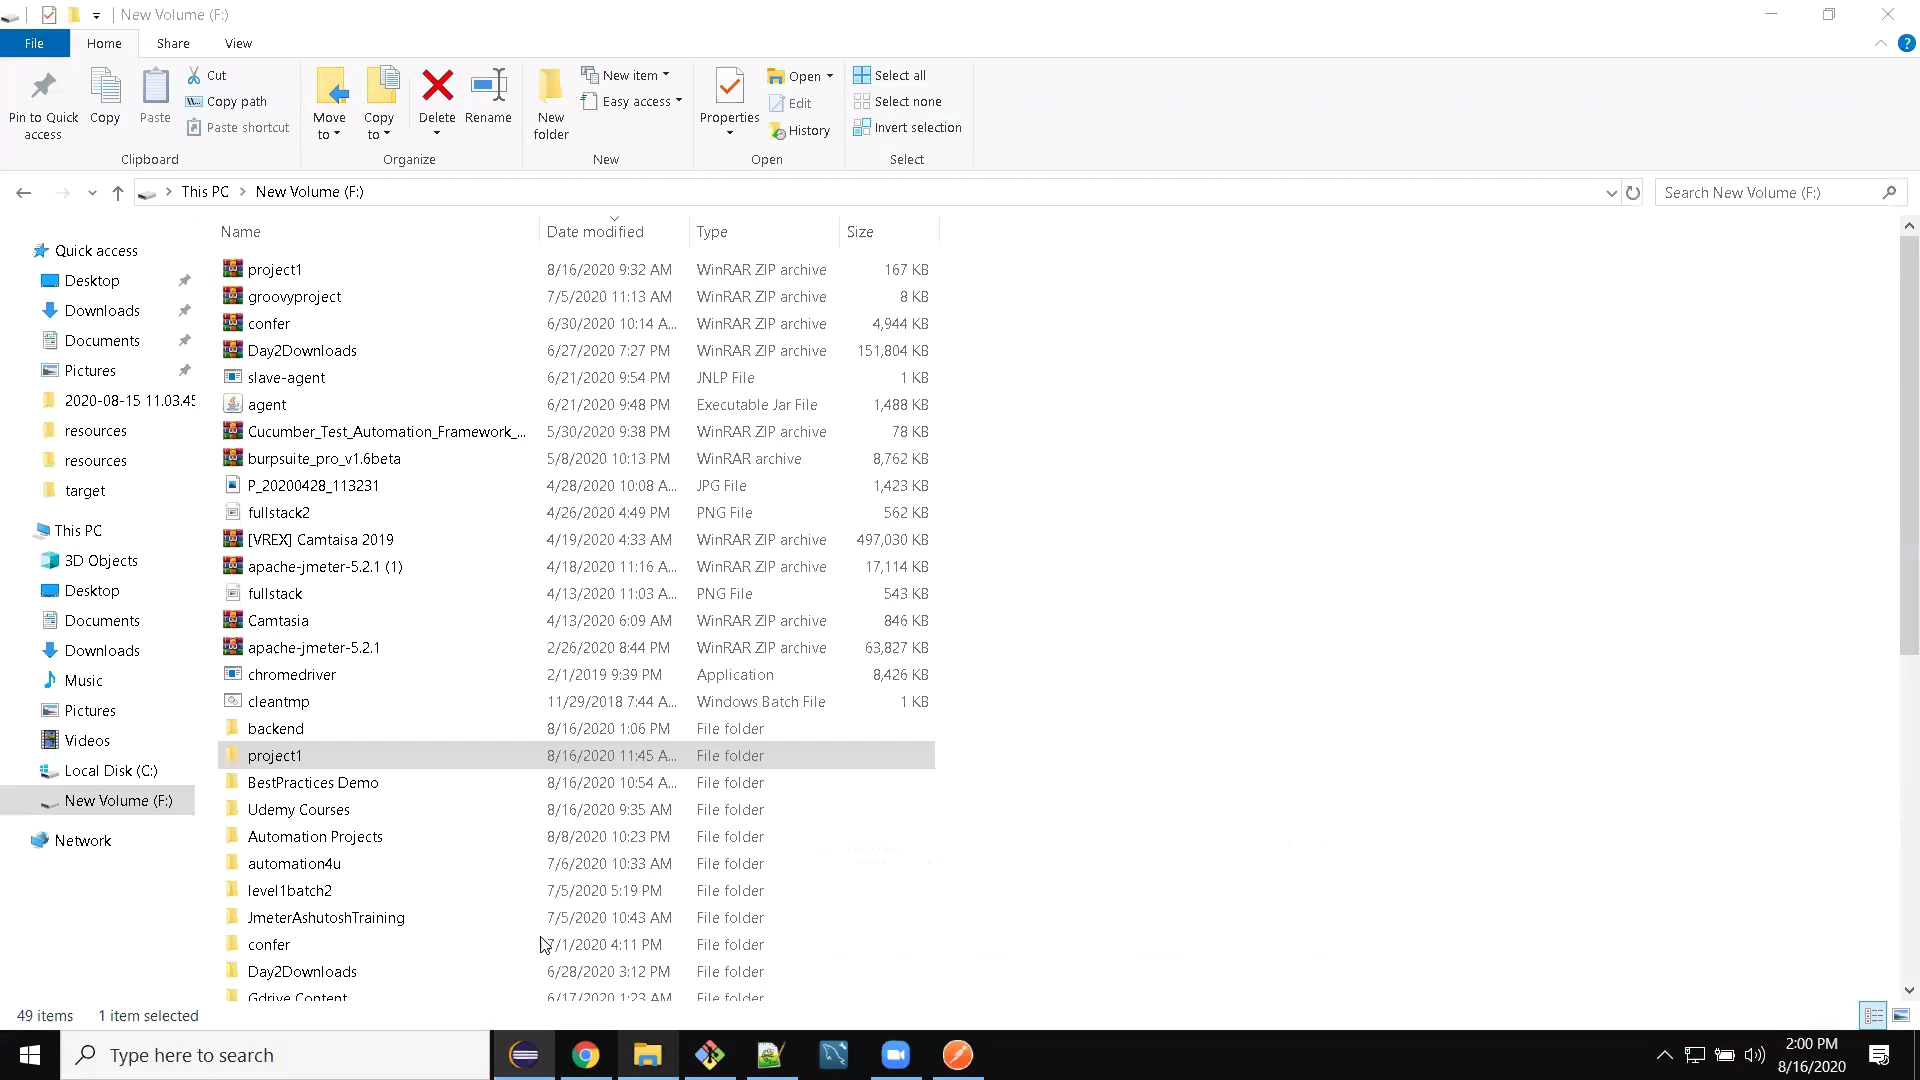 New Volume (F:)
File Home Share View
Pin to Quick access
Copy
Paste
Cut
Copy path
Paste shortcut
Clipboard
Move to
Copy to
Delete
Rename
Organize
New folder
New item
Easy access
New
Properties
Open
Edit
History
Open
Select all
Select none
Invert selection
Select
This PC New Volume (F:)
Search New Volume (F:)
Quick access
Desktop
Downloads
Documents
Pictures
2020-08-15 11.03.45
resources
resources
target
This PC
3D Objects
Desktop
Documents
Downloads
Music
Pictures
Videos
Local Disk (C:)
New Volume (F:)
Network
Name Date modified Type Size
project1 8/16/2020 9:32 AM WinRAR ZIP archive 167 KB
groovyproject 7/5/2020 11:13 AM WinRAR ZIP archive 8 KB
confer 6/30/2020 10:14 A... WinRAR ZIP archive 4,944 KB
Day2Downloads 6/27/2020 7:27 PM WinRAR ZIP archive 151,804 KB
slave-agent 6/21/2020 9:54 PM JNLP File 1 KB
agent 6/21/2020 9:48 PM Executable Jar File 1,488 KB
Cucumber_Test_Automation_Framework_... 5/30/2020 9:38 PM WinRAR ZIP archive 78 KB
burpsuite_pro_v1.6beta 5/8/2020 10:13 PM WinRAR archive 8,762 KB
P_20200428_113231 4/28/2020 10:08 A... JPG File 1,423 KB
fullstack2 4/26/2020 4:49 PM PNG File 562 KB
[VREX] Camtaisa 2019 4/19/2020 4:33 AM WinRAR ZIP archive 497,030 KB
apache-jmeter-5.2.1 (1) 4/18/2020 11:16 A... WinRAR ZIP archive 17,114 KB
fullstack 4/13/2020 11:03 A... PNG File 543 KB
Camtasia 4/13/2020 6:09 AM WinRAR ZIP archive 846 KB
apache-jmeter-5.2.1 2/26/2020 8:44 PM WinRAR ZIP archive 63,827 KB
chromedriver 2/1/2019 9:39 PM Application 8,426 KB
cleantmp 11/29/2018 7:44 A... Windows Batch File 1 KB
backend 8/16/2020 1:06 PM File folder
project1 8/16/2020 11:45 A... File folder
BestPractices Demo 8/16/2020 10:54 A... File folder
Udemy Courses 8/16/2020 9:35 AM File folder
Automation Projects 8/8/2020 10:23 PM File folder
automation4u 7/6/2020 10:33 AM File folder
level1batch2 7/5/2020 5:19 PM File folder
JmeterAshutoshTraining 7/5/2020 10:43 AM File folder
confer 7/1/2020 4:11 PM File folder
Day2Downloads 6/28/2020 3:12 PM File folder
Gdrive Content 6/17/2020 1:23 AM File folder
49 items 1 item selected
Type here to search
2:00 PM
8/16/2020